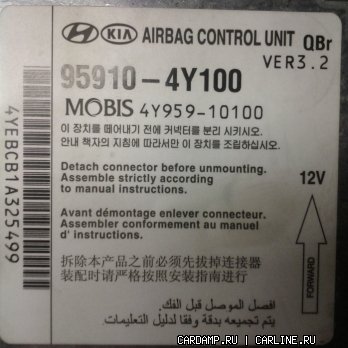 HYUNDAI KIA AIRBAG CONTROL UNIT QBr
VER3.2
95910-4Y100
MOBIS 4Y959-10100
이 장치를 떼어내기 전에 커넥터를 분리 시키시오.
안내 책자의 지침에 따라서만 이 장치를 조립하십시오.
Detach connector before unmounting.
Assemble strictly according
to manual instructions.
12V
Avant démontage enlever connecteur.
Assembler conformement au manuel
d' instructions.
拆除本产品之前必须先拔掉连接器
装配时请严格按照安装指南进行
افصل الموصل قبل الفك.
يتم تجميعه بدقة وفقا لدليل التعليمات.
FORWARD
4YEBCB1A325499
CARDAMP.RU | CARLINE.RU